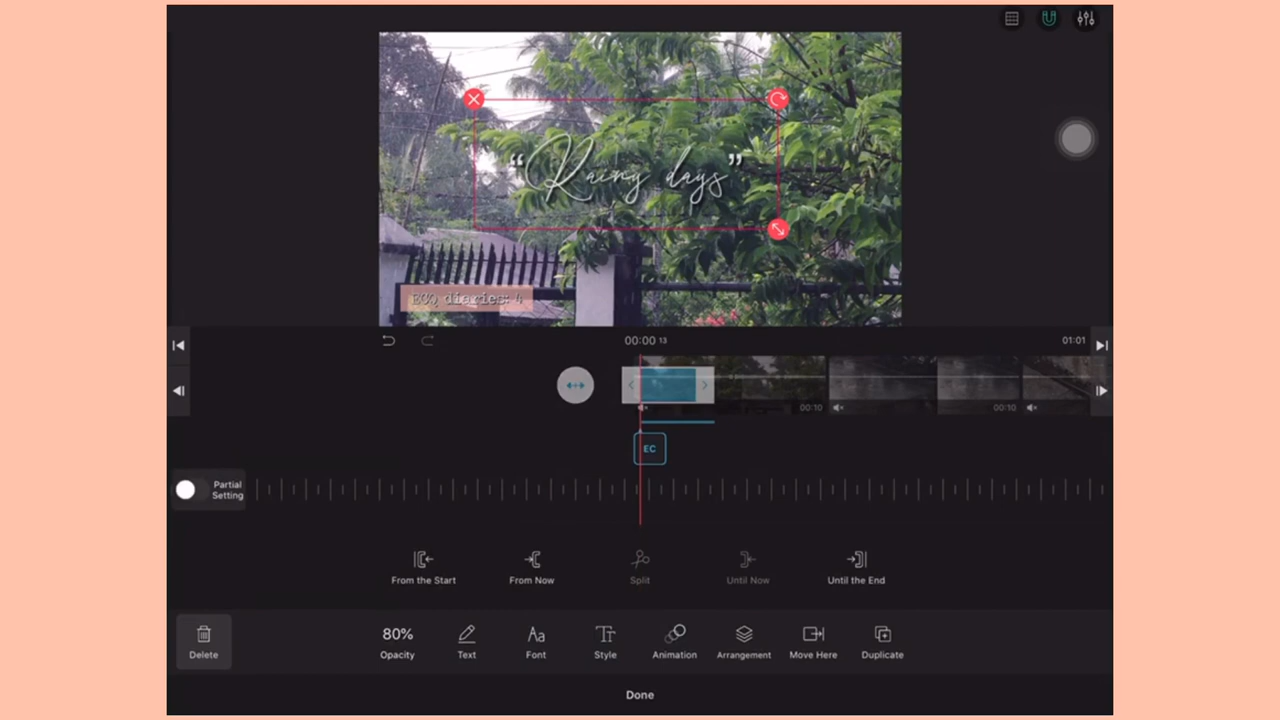 “Rainy days”
ECQ diaries: 4
00:00 13
01:01
00:10
00:10
EC
Partial
Setting
From the Start
From Now
Split
Until Now
Until the End
Delete
80%
Opacity
Text
Aa
Font
Style
Animation
Arrangement
Move Here
Duplicate
Done